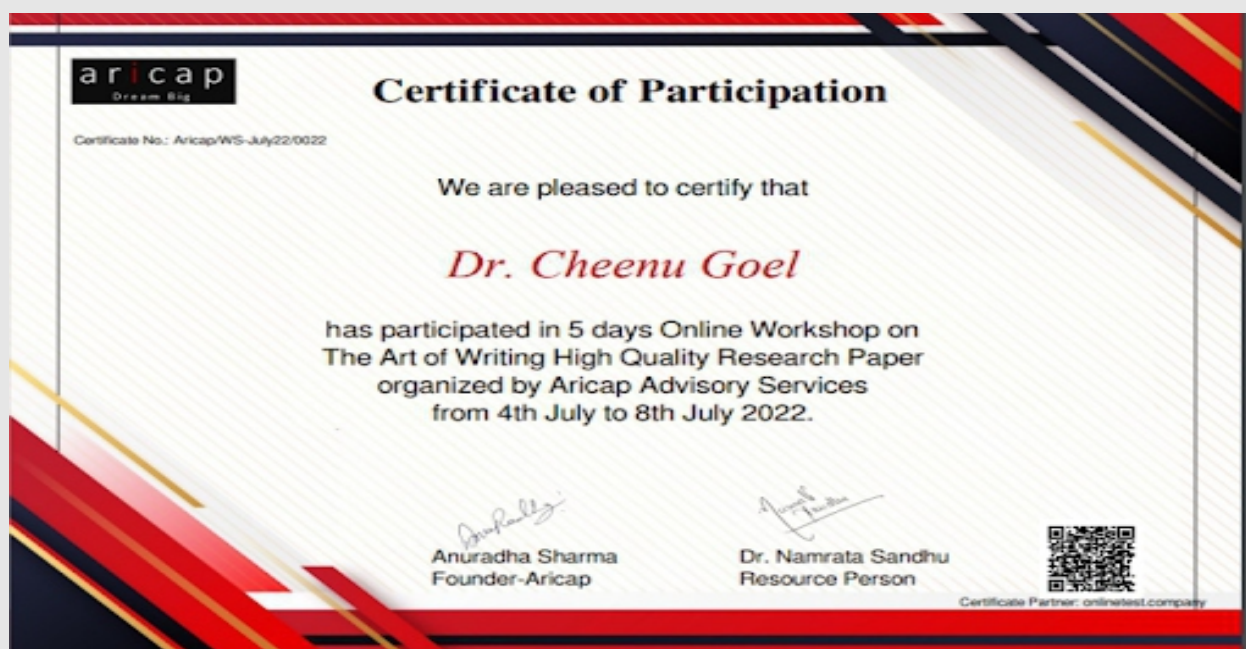 aricap
Dream Big
Certificate of Participation
Certificate No.: Aricap/WS-July22/0022
We are pleased to certify that
Dr. Cheenu Goel
has participated in 5 days Online Workshop on
The Art of Writing High Quality Research Paper
organized by Aricap Advisory Services
from 4th July to 8th July 2022.
Anuradha Sharma
Founder-Aricap
Dr. Namrata Sandhu
Resource Person
Certificate Partner: onlinetest.company